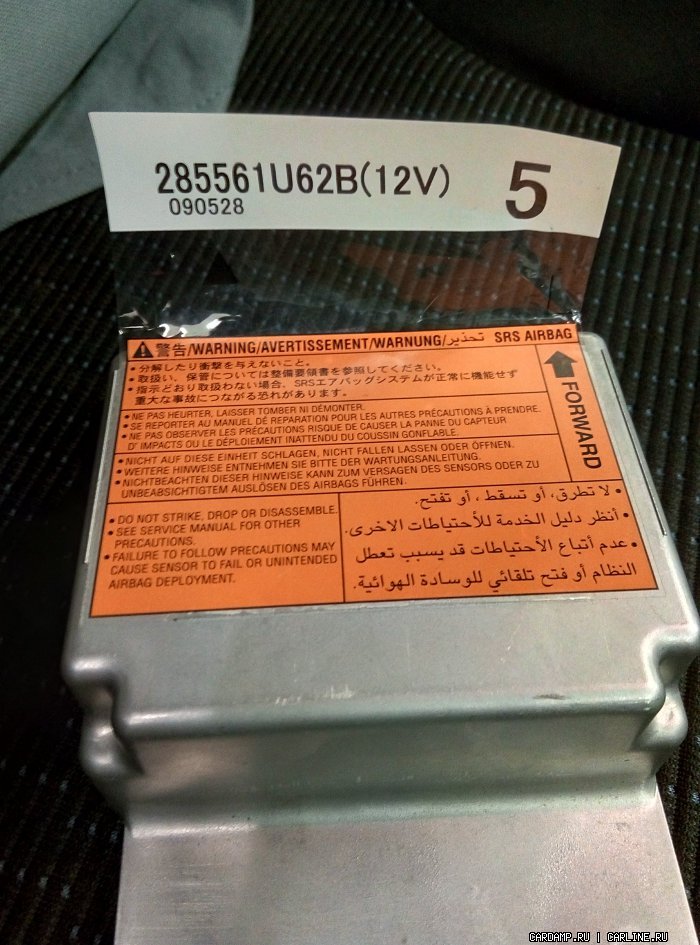 285561U62B(12V) 5
090528
警告/WARNING/AVERTISSEMENT/WARNUNG/تحذير SRS AIRBAG
• 分解したり衝撃を与えないこと。
• 取扱い、保管については整備要領書を参照してください。
• 指示どおり取扱わない場合、SRSエアバッグシステムが正常に機能せず
重大な事故につながる恐れがあります。
FORWARD
• NE PAS HEURTER, LAISSER TOMBER NI DÉMONTER.
• SE REPORTER AU MANUEL DE RÉPARATION POUR LES AUTRES PRÉCAUTIONS À PRENDRE.
• NE PAS OBSERVER LES PRÉCAUTIONS RISQUE DE CAUSER LA PANNE DU CAPTEUR
D' IMPACTS OU LE DÉPLOIEMENT INATTENDU DU COUSSIN GONFLABLE.
• NICHT AUF DIESE EINHEIT SCHLAGEN, NICHT FALLEN LASSEN ODER ÖFFNEN.
• WEITERE HINWEISE ENTNEHMEN SIE BITTE DER WARTUNGSANLEITUNG.
• NICHTBEACHTEN DIESER HINWEISE KANN ZUM VERSAGEN DES SENSORS ODER ZU
UNBEABSICHTIGTEM AUSLÖSEN DES AIRBAGS FÜHREN.
• DO NOT STRIKE, DROP OR DISASSEMBLE.
• SEE SERVICE MANUAL FOR OTHER
PRECAUTIONS.
• FAILURE TO FOLLOW PRECAUTIONS MAY
CAUSE SENSOR TO FAIL OR UNINTENDED
AIRBAG DEPLOYMENT.
• لا تطرق، أو تسقط ، أو تفتح.
• أنظر دليل الخدمة للأحتياطات الاخرى.
• عدم أتباع الأحتياطات قد يسبب تعطل
النظام أو فتح تلقائي للوسادة الهوائية.
CARDAMP.RU | CARLINE.RU